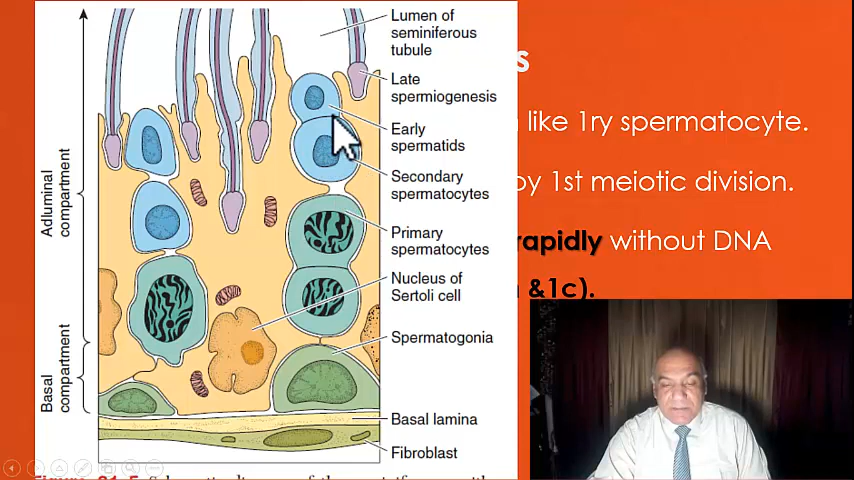 Lumen of
seminiferous
tubule
Late
spermiogenesis
Early
spermatids
Secondary
spermatocytes
Primary
spermatocytes
Nucleus of
Sertoli cell
Spermatogonia
Basal lamina
Fibroblast
Adluminal
compartment
Basal
compartment
s
like 1ry spermatocyte.
by 1st meiotic division.
rapidly without DNA
&1c).